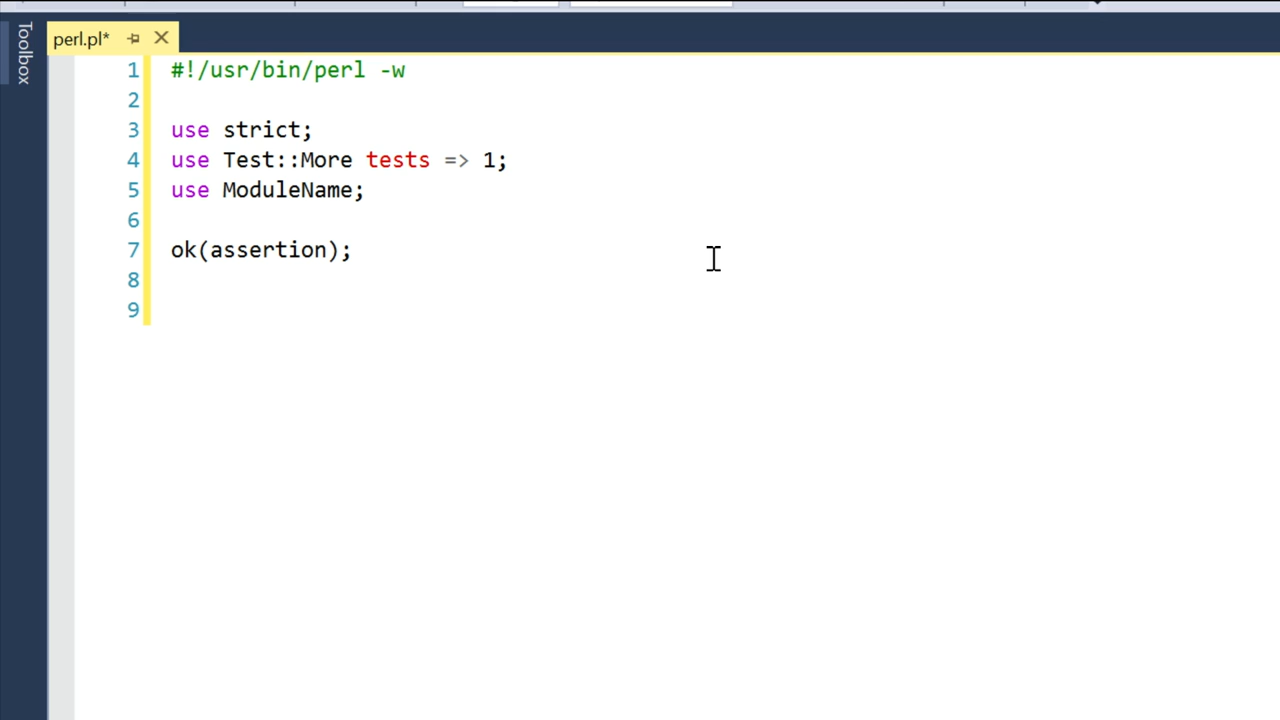 Toolbox
perl.pl*
1 #!/usr/bin/perl -w
2
3 use strict;
4 use Test::More tests => 1;
5 use ModuleName;
6
7 ok(assertion);
8
9